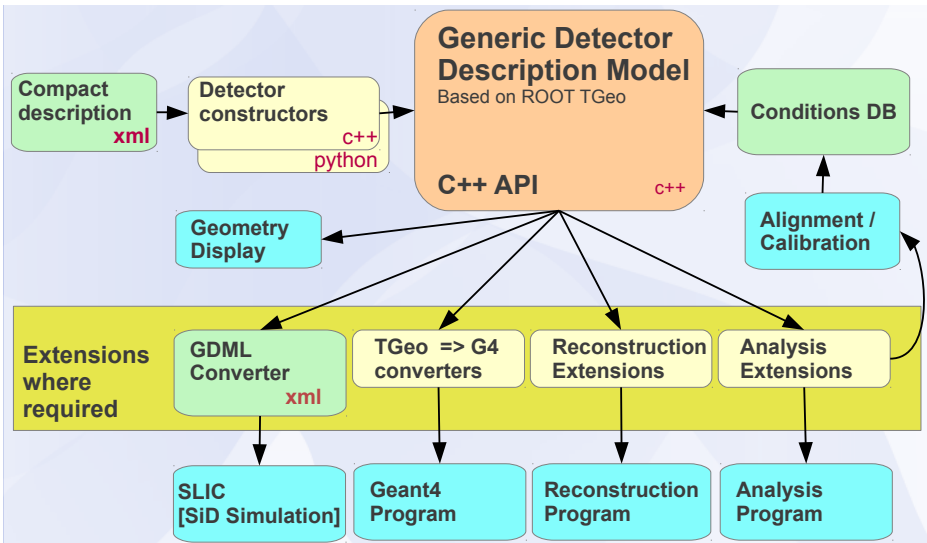 Generic Detector
Description Model
Based on ROOT TGeo
C++ API
c++
Compact
description
xml
Detector
constructors
c++
python
Conditions DB
Geometry
Display
Alignment /
Calibration
Extensions
where
required
GDML
Converter
xml
TGeo => G4
converters
Reconstruction
Extensions
Analysis
Extensions
SLIC
[SiD Simulation]
Geant4
Program
Reconstruction
Program
Analysis
Program